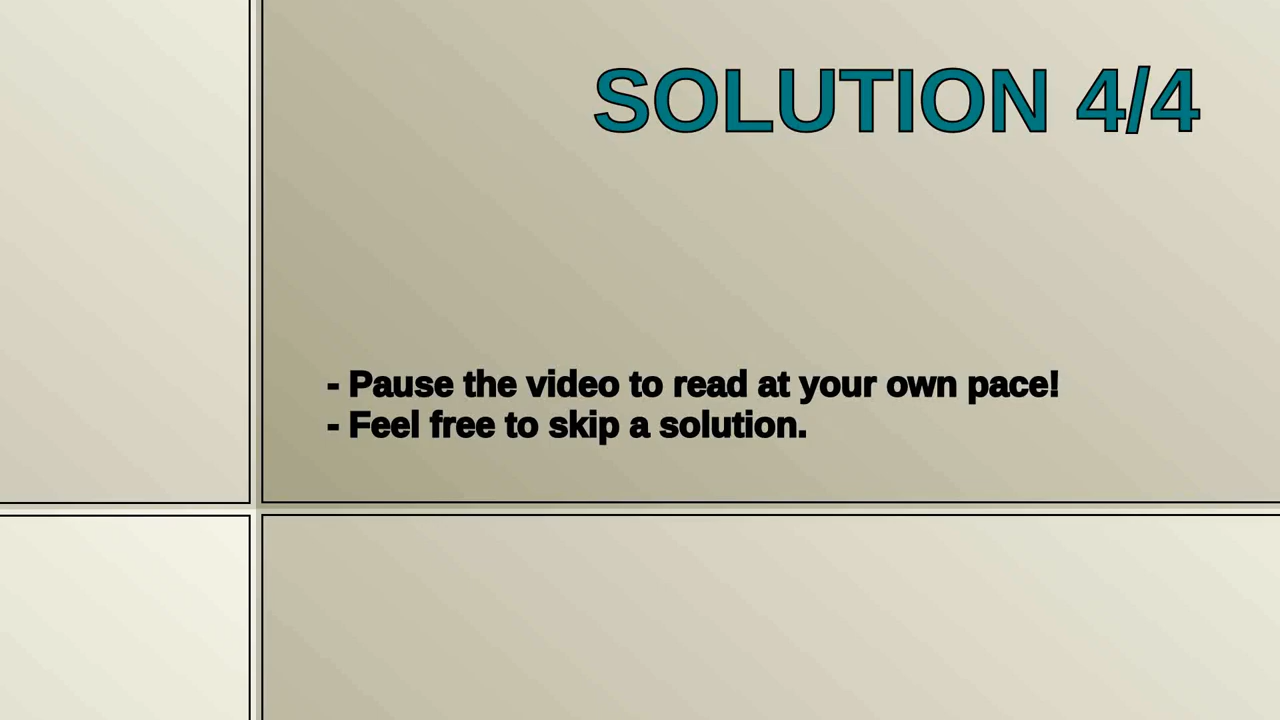 SOLUTION 4/4
- Pause the video to read at your own pace!
- Feel free to skip a solution.